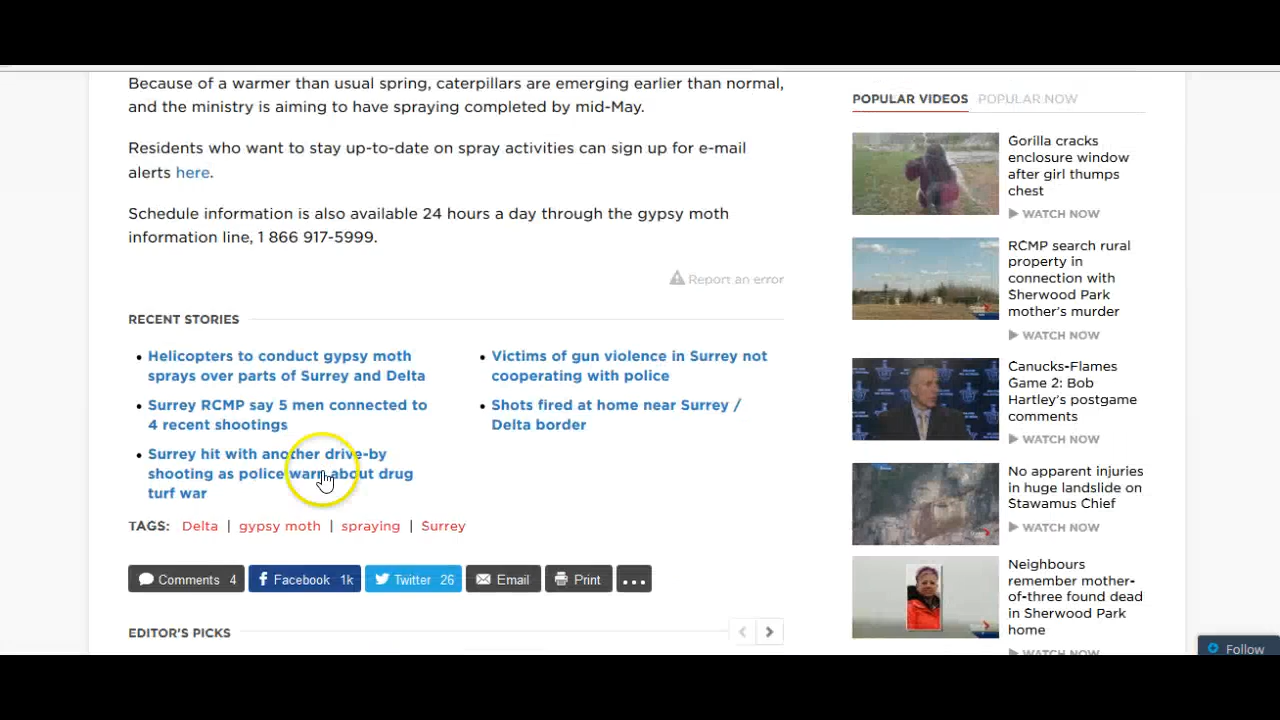 Because of a warmer than usual spring, caterpillars are emerging earlier than normal,
and the ministry is aiming to have spraying completed by mid-May.
Residents who want to stay up-to-date on spray activities can sign up for e-mail
alerts here.
Schedule information is also available 24 hours a day through the gypsy moth
information line, 1 866 917-5999.
Report an error
RECENT STORIES
• Helicopters to conduct gypsy moth
sprays over parts of Surrey and Delta
• Surrey RCMP say 5 men connected to
4 recent shootings
• Surrey hit with another drive-by
shooting as police warn about drug
turf war
• Victims of gun violence in Surrey not
cooperating with police
• Shots fired at home near Surrey /
Delta border
TAGS: Delta | gypsy moth | spraying | Surrey
Comments 4 Facebook 1k Twitter 26 Email Print ...
EDITOR'S PICKS
POPULAR VIDEOS POPULAR NOW
Gorilla cracks
enclosure window
after girl thumps
chest
WATCH NOW
RCMP search rural
property in
connection with
Sherwood Park
mother's murder
WATCH NOW
Canucks-Flames
Game 2: Bob
Hartley's postgame
comments
WATCH NOW
No apparent injuries
in huge landslide on
Stawamus Chief
WATCH NOW
Neighbours
remember mother-
of-three found dead
in Sherwood Park
home
WATCH NOW
Follow